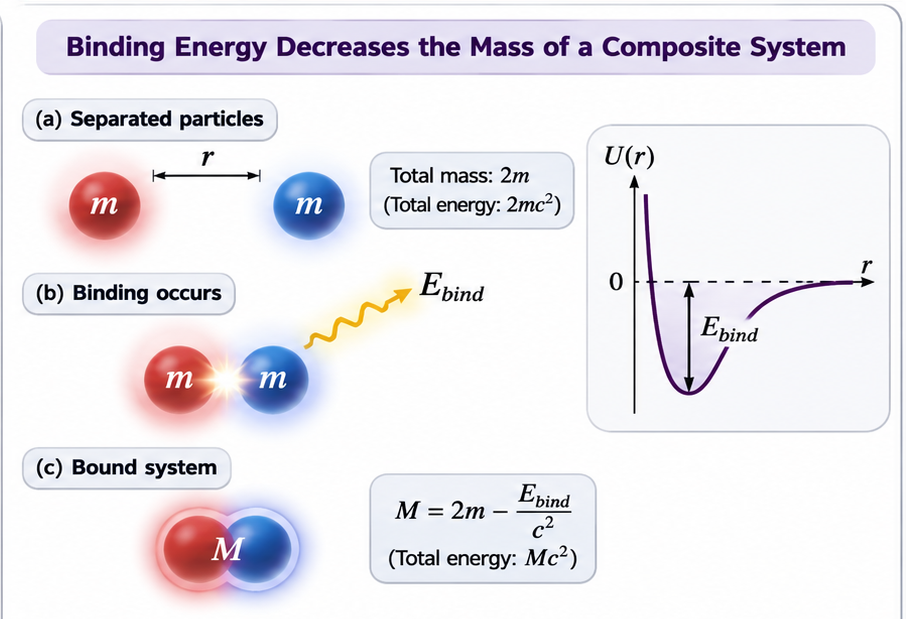 Binding Energy Decreases the Mass of a Composite System
(a) Separated particles
r
m
m
Total mass: 2m
(Total energy: 2mc²)
(b) Binding occurs
E_bind
m
m
(c) Bound system
M
M = 2m − E_bind/c²
(Total energy: Mc²)
U(r)
r
0
E_bind